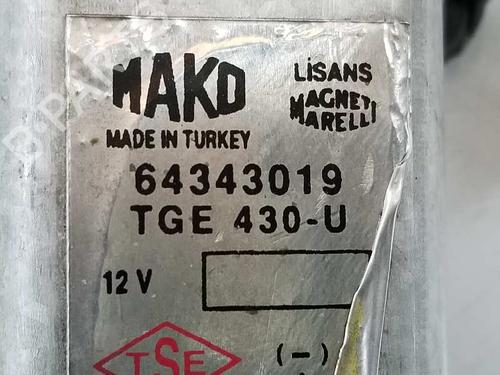 MAKO
LİSANS
MAGNETI
MARELLI
MADE IN TURKEY
64343019
TGE 430-U
12 V
TSE
(-)